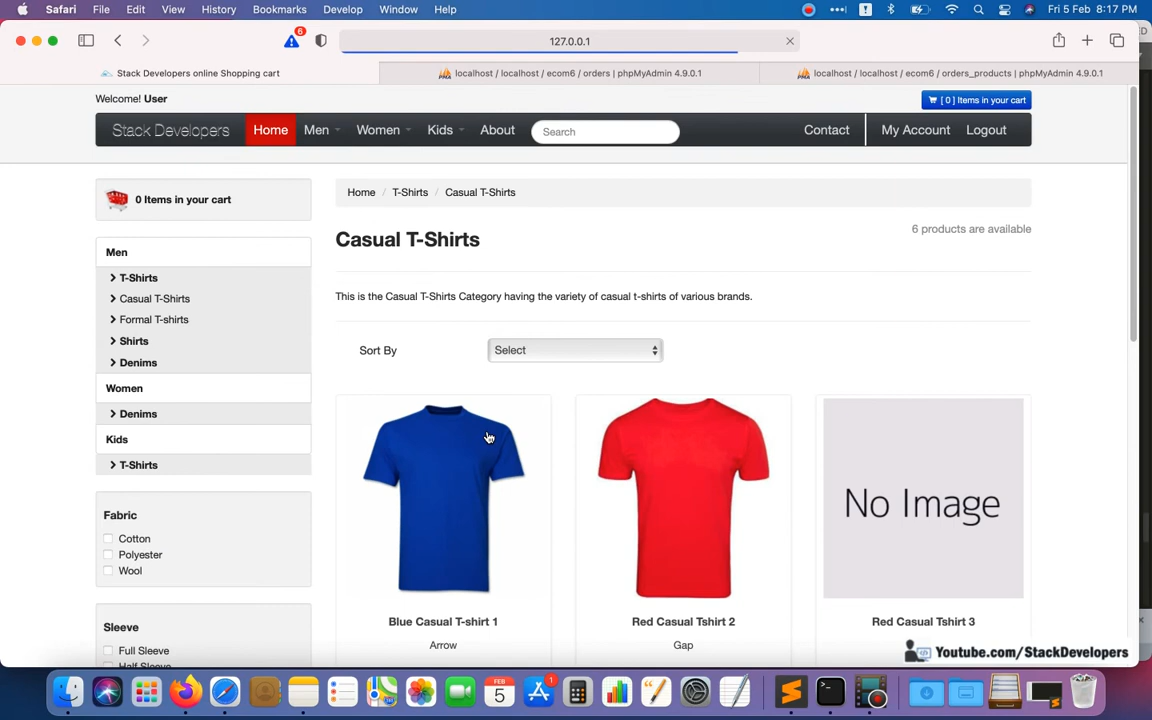 Safari File Edit View History Bookmarks Develop Window Help Fri 5 Feb 8:17 PM
6 127.0.0.1
Stack Developers online Shopping cart localhost / localhost / ecom6 / orders | phpMyAdmin 4.9.0.1 localhost / localhost / ecom6 / orders_products | phpMyAdmin 4.9.0.1
Welcome! User [ 0 ] Items in your cart
Stack Developers Home Men Women Kids About Search Contact My Account Logout
0 Items in your cart
Home / T-Shirts / Casual T-Shirts
Casual T-Shirts
6 products are available
This is the Casual T-Shirts Category having the variety of casual t-shirts of various brands.
Sort By Select
Men
T-Shirts
Casual T-Shirts
Formal T-shirts
Shirts
Denims
Women
Denims
Kids
T-Shirts
Fabric
Cotton
Polyester
Wool
Sleeve
Full Sleeve
Half Sleeve
No Image
Blue Casual T-shirt 1 Red Casual Tshirt 2 Red Casual Tshirt 3
Arrow Gap
Youtube.com/StackDevelopers
FEB
5
1